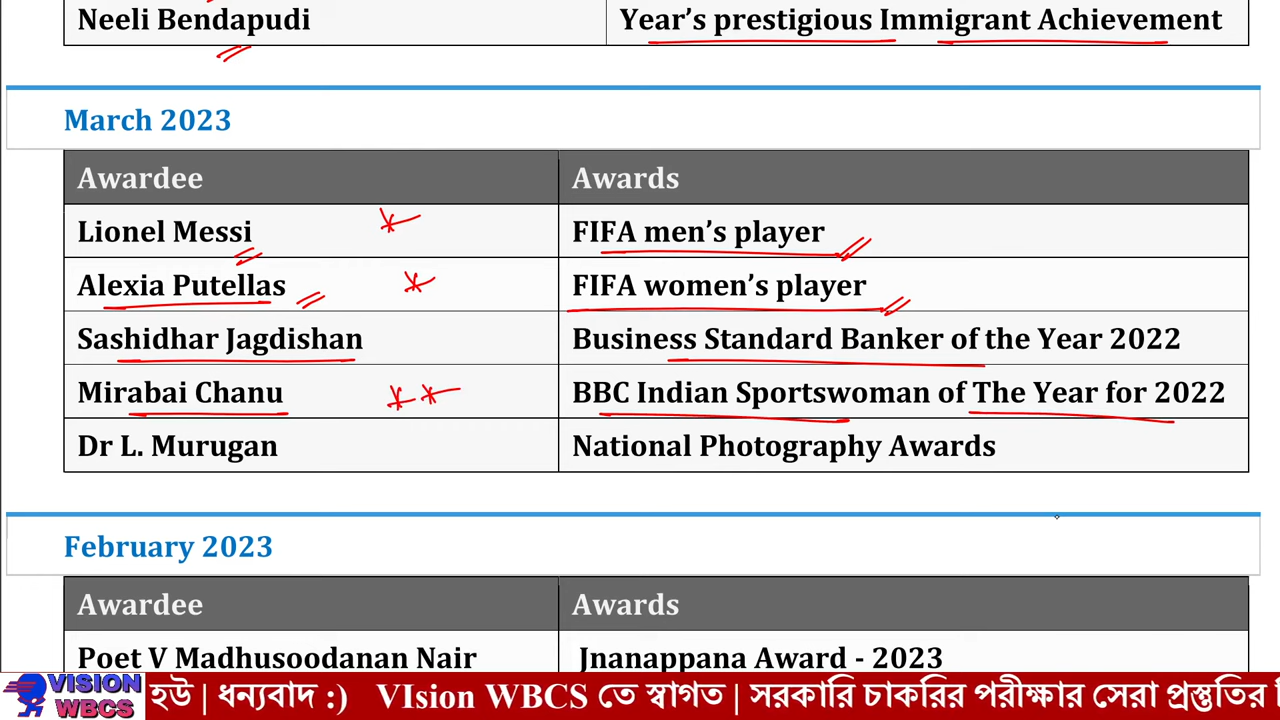 Neeli Bendapudi Year’s prestigious Immigrant Achievement
March 2023
Awardee Awards
Lionel Messi FIFA men’s player
Alexia Putellas FIFA women’s player
Sashidhar Jagdishan Business Standard Banker of the Year 2022
Mirabai Chanu BBC Indian Sportswoman of The Year for 2022
Dr L. Murugan National Photography Awards
February 2023
Awardee Awards
Poet V Madhusoodanan Nair Jnanappana Award - 2023
VISION WBCS
হউ | ধন্যবাদ :) VIsion WBCS তে স্বাগত | সরকারি চাকরির পরীক্ষার সেরা প্রস্তুতির